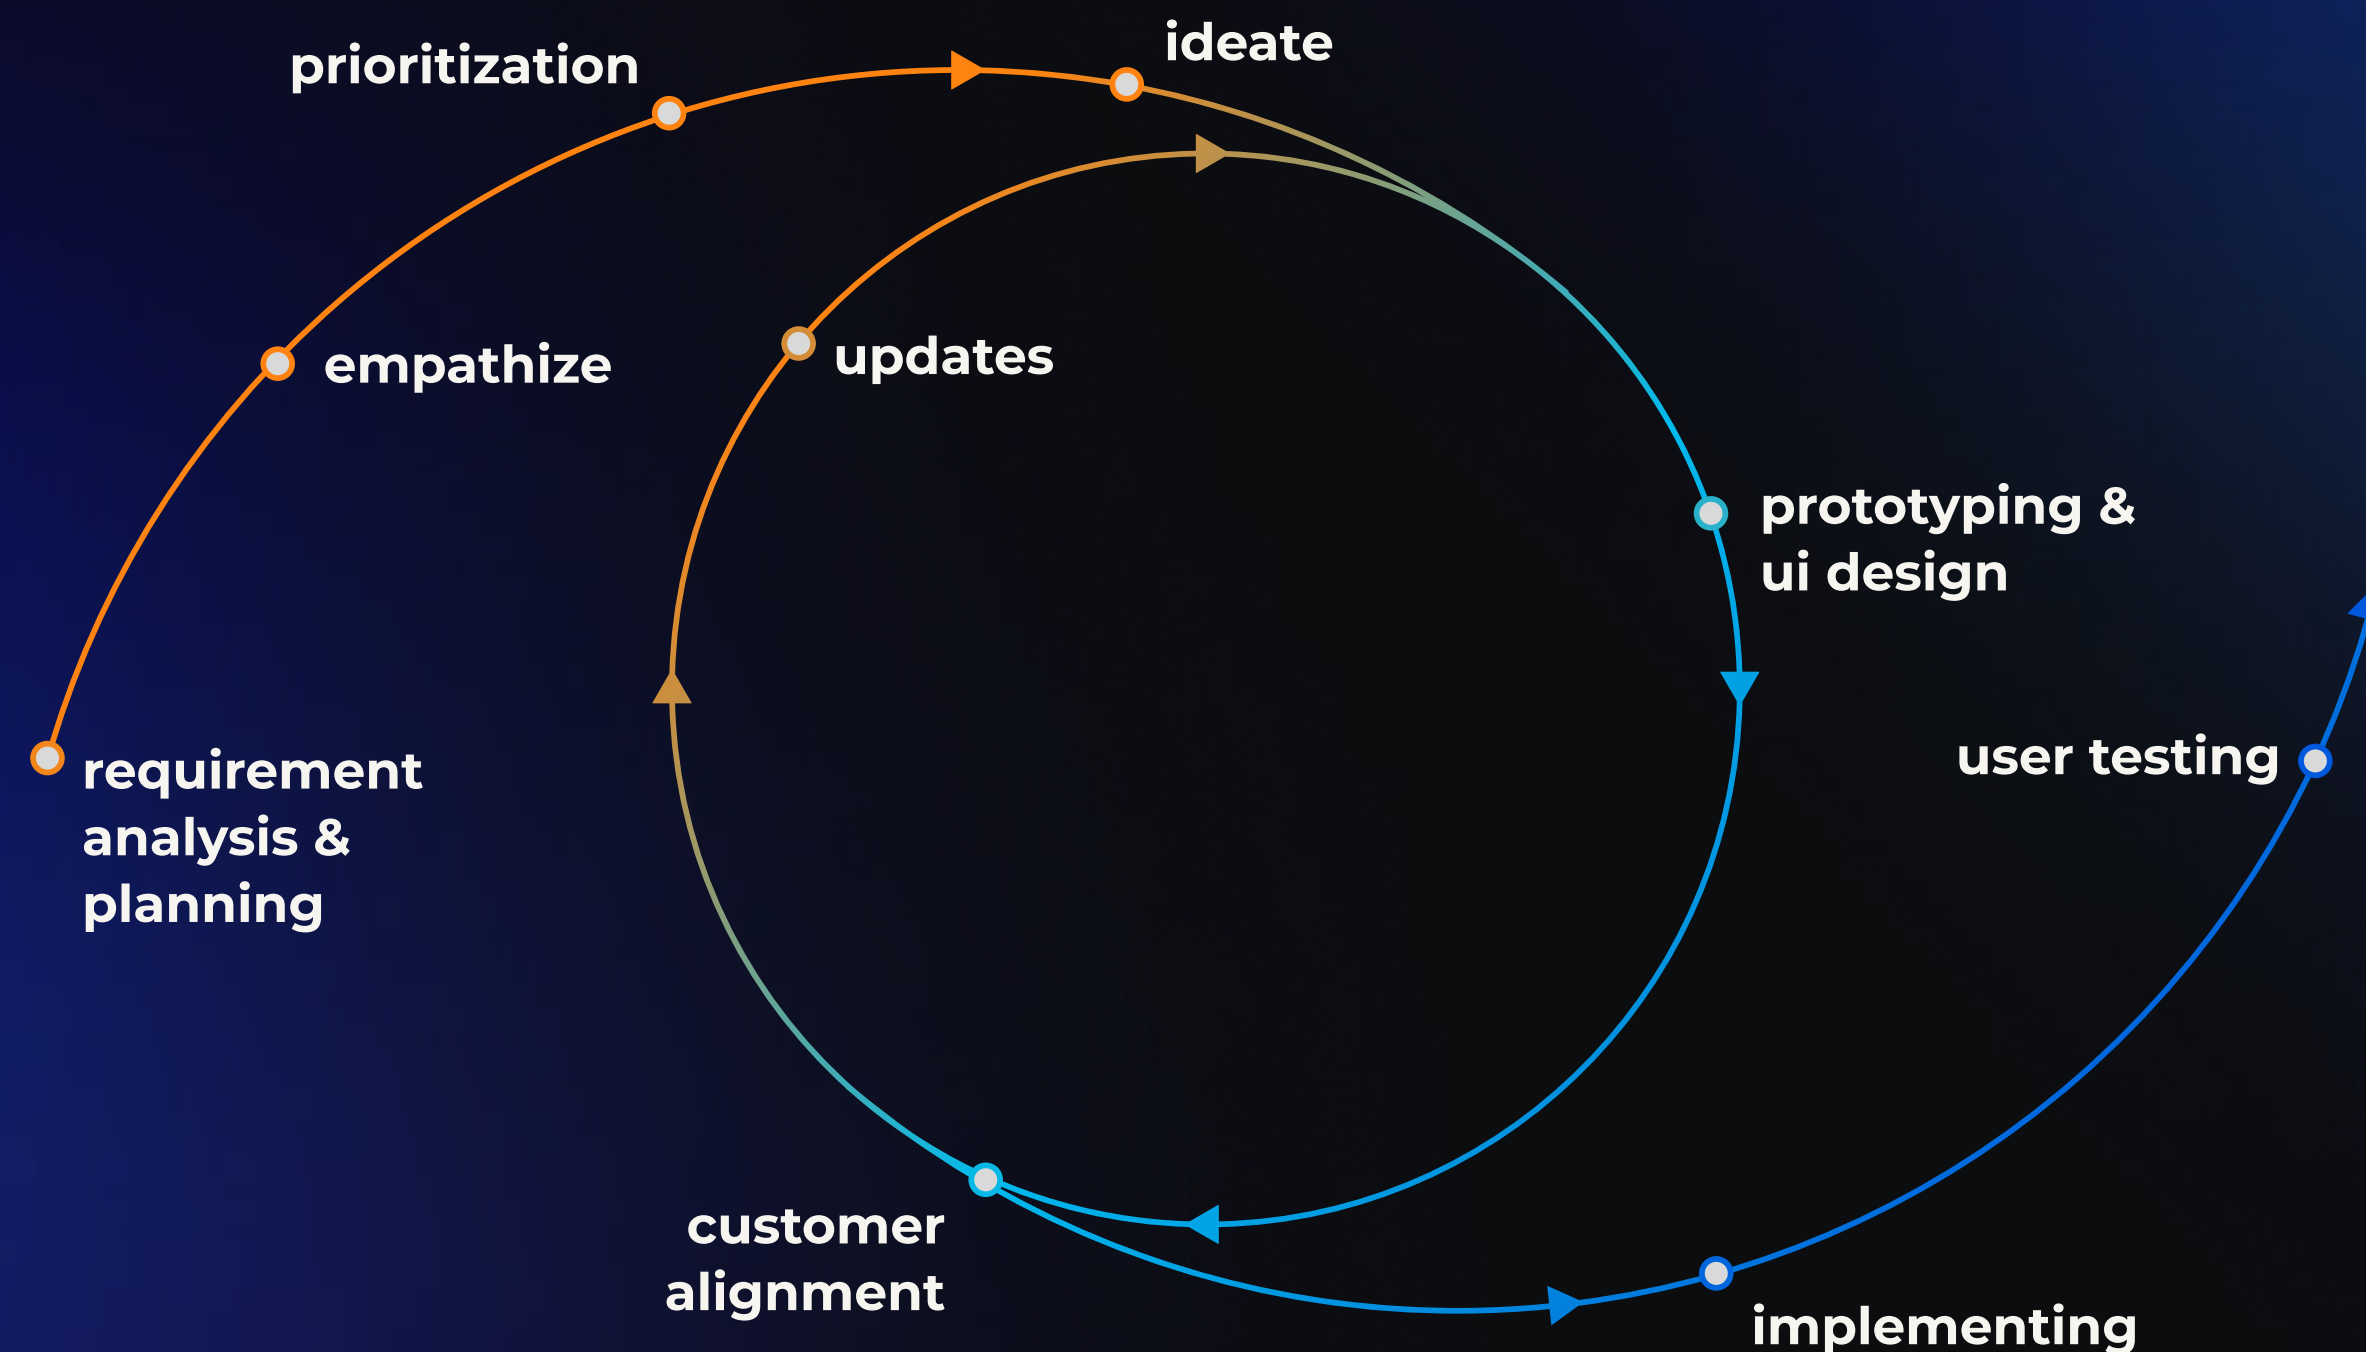 prioritization
ideate
empathize
updates
prototyping &
ui design
requirement
analysis &
planning
user testing
customer
alignment
implementing